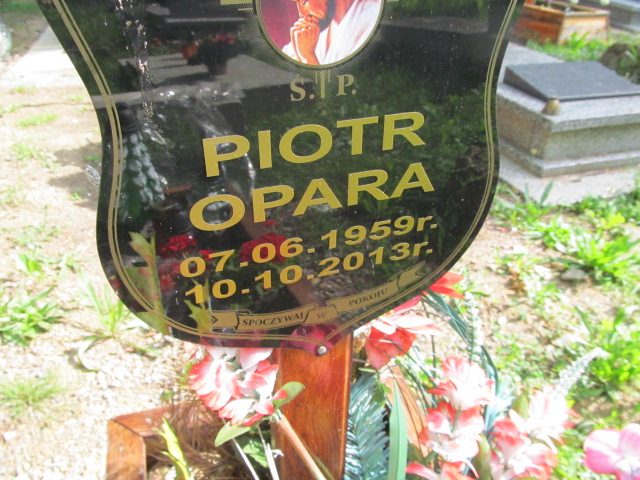 Ś. P.
PIOTR
OPARA
07.06.1959r.
10.10.2013r.
SPOCZYWAJ W POKOJU